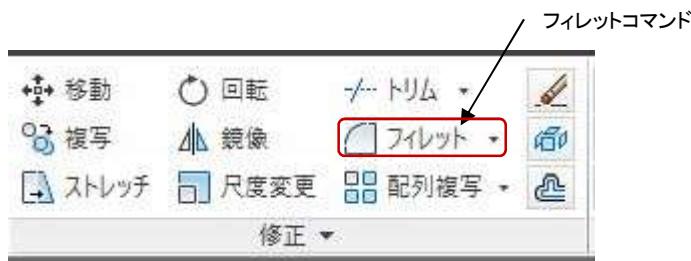 フィレットコマンド
移動 回転 トリム
複写 鏡像 フィレット
ストレッチ 尺度変更 配列複写
修正